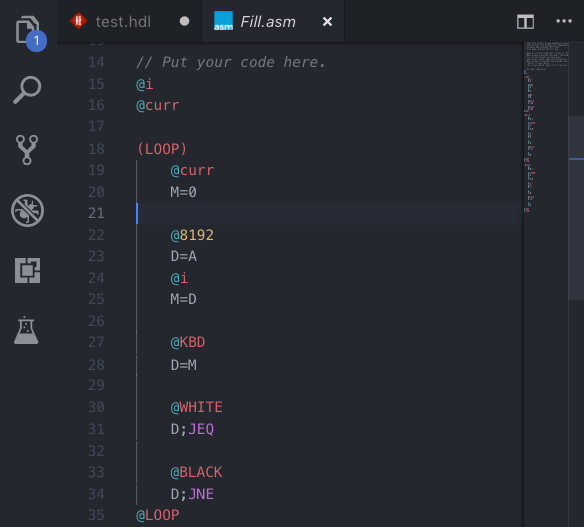 test.hdl
asm Fill.asm
1
14 // Put your code here.
15 @i
16 @curr
17
18 (LOOP)
19 @curr
20 M=0
21
22 @8192
23 D=A
24 @i
25 M=D
26
27 @KBD
28 D=M
29
30 @WHITE
31 D;JEQ
32
33 @BLACK
34 D;JNE
35 @LOOP